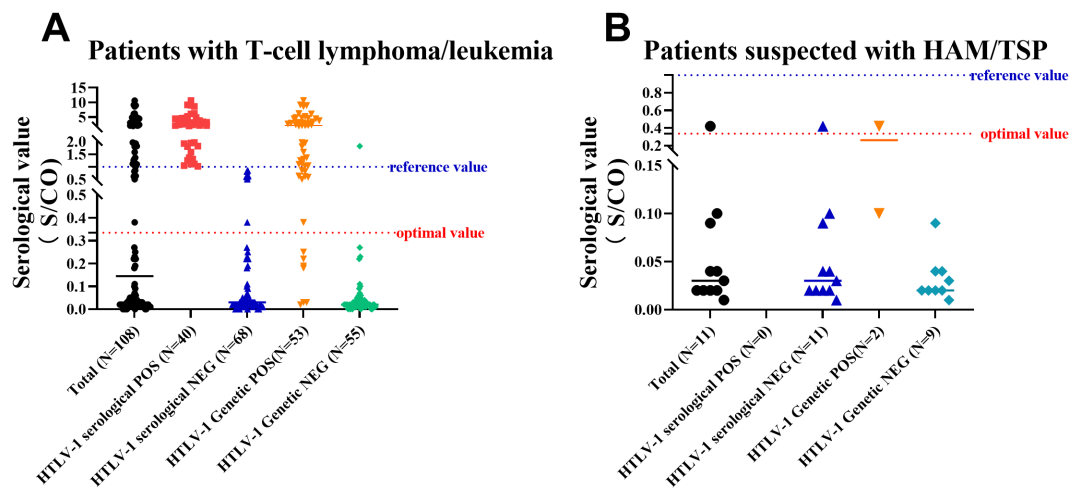 A
Patients with T-cell lymphoma/leukemia
Serological value
( S/CO)
15
10
5
2.0
1.5
0.5
0.5
0.4
0.3
0.2
0.1
0.0
reference value
optimal value
Total (N=108)
HTLV-1 serological POS (N=40)
HTLV-1 serological NEG (N=68)
HTLV-1 Genetic POS(N=53)
HTLV-1 Genetic NEG (N=55)
B
Patients suspected with HAM/TSP
Serological value
( S/CO)
0.8
0.6
0.4
0.2
0.15
0.10
0.05
0.00
reference value
optimal value
Total (N=11)
HTLV-1 serological POS (N=0)
HTLV-1 serological NEG (N=11)
HTLV-1 Genetic POS(N=2)
HTLV-1 Genetic NEG (N=9)